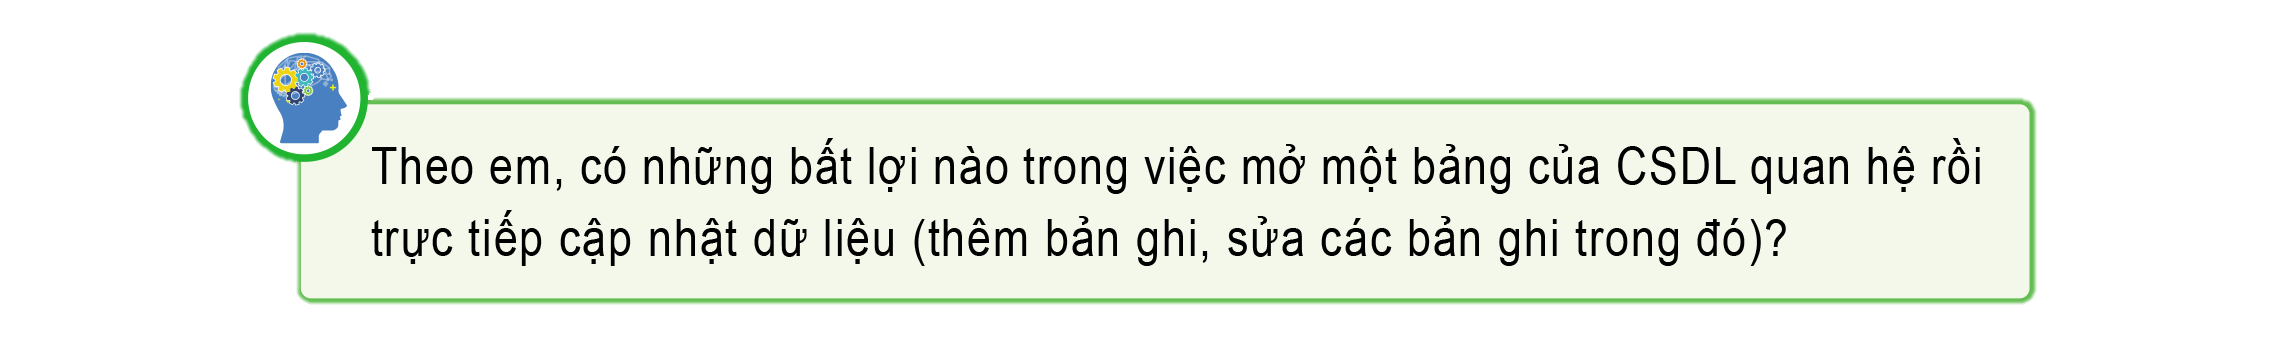 Theo em, có những bất lợi nào trong việc mở một bảng của CSDL quan hệ rồi
trực tiếp cập nhật dữ liệu (thêm bản ghi, sửa các bản ghi trong đó)?